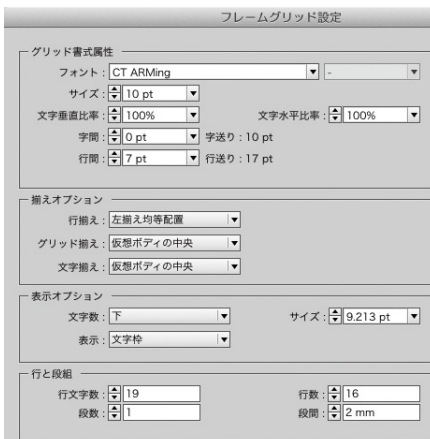 フレームグリッド設定
グリッド書式属性
フォント : CT ARMing -
サイズ : 10 pt
文字垂直比率 : 100% 文字水平比率 : 100%
字間 : 0 pt 字送り : 10 pt
行間 : 7 pt 行送り : 17 pt
揃えオプション
行揃え : 左揃え均等配置
グリッド揃え : 仮想ボディの中央
文字揃え : 仮想ボディの中央
表示オプション
文字数 : 下 サイズ : 9.213 pt
表示 : 文字枠
行と段組
行文字数 : 19 行数 : 16
段数 : 1 段間 : 2 mm